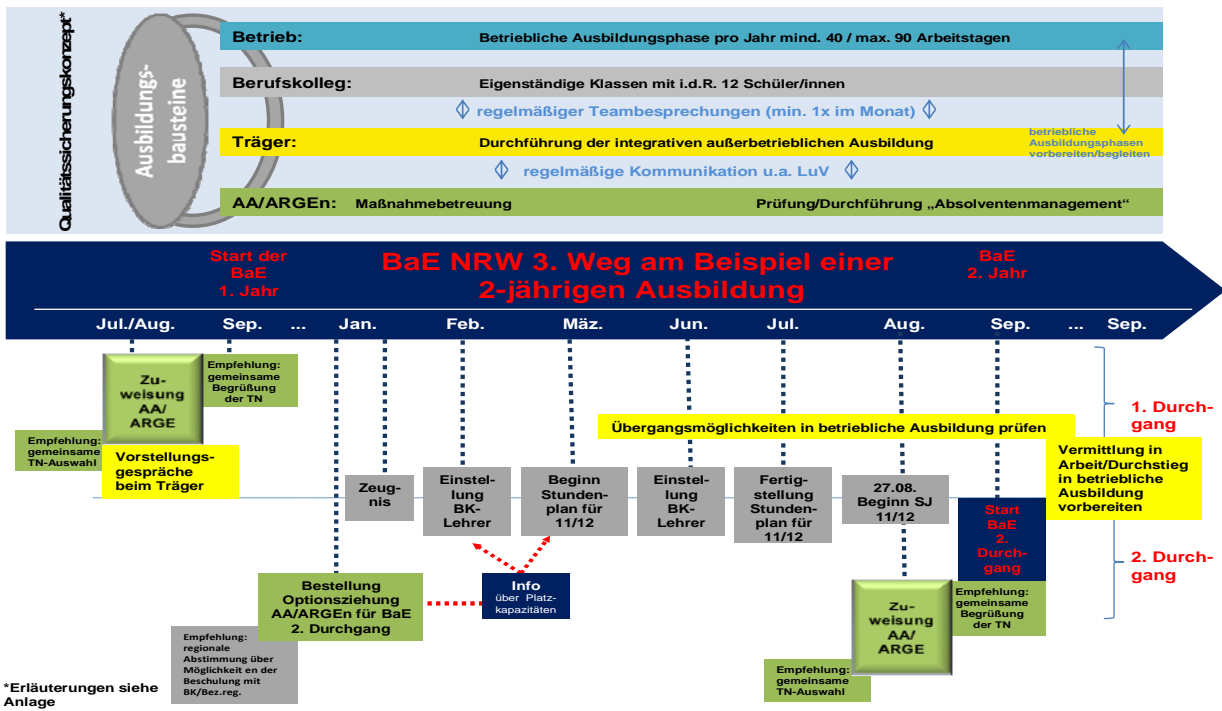 Qualitätssicherungskonzept*
Ausbildungs-
bausteine
Betrieb: Betriebliche Ausbildungsphase pro Jahr mind. 40 / max. 90 Arbeitstagen
Berufskolleg: Eigenständige Klassen mit i.d.R. 12 Schüler/innen
regelmäßiger Teambesprechungen (min. 1x im Monat)
Träger: Durchführung der integrativen außerbetrieblichen Ausbildung
betriebliche
Ausbildungsphasen
vorbereiten/begleiten
regelmäßige Kommunikation u.a. LuV
AA/ARGEn: Maßnahmebetreuung Prüfung/Durchführung „Absolventenmanagement“
Start der
BaE
1. Jahr
BaE NRW 3. Weg am Beispiel einer
2-jährigen Ausbildung
BaE
2. Jahr
Jul./Aug. Sep. ... Jan. Feb. Mäz. Jun. Jul. Aug. Sep. ... Sep.
Zu-
weisung
AA/
ARGE
Empfehlung:
gemeinsame
Begrüßung
der TN
Empfehlung:
gemeinsame
TN-Auswahl
Vorstellungs-
gespräche
beim Träger
Übergangsmöglichkeiten in betriebliche Ausbildung prüfen
1. Durch-
gang
Vermittlung in
Arbeit/Durchstieg
in betriebliche
Ausbildung
vorbereiten
Zeug-
nis
Einstel-
lung
BK-
Lehrer
Beginn
Stunden-
plan für
11/12
Einstel-
lung
BK-
Lehrer
Fertig-
stellung
Stunden-
plan für
11/12
27.08.
Beginn SJ
11/12
Start
BaE
2.
Durch-
gang
2. Durch-
gang
Bestellung
Optionsziehung
AA/ARGEn für BaE
2. Durchgang
Info
über Platz-
kapazitäten
Empfehlung:
regionale
Abstimmung über
Möglichkeit en der
Beschulung mit
BK/Bez.reg.
Zu-
weisung
AA/
ARGE
Empfehlung:
gemeinsame
Begrüßung
der TN
Empfehlung:
gemeinsame
TN-Auswahl
*Erläuterungen siehe
Anlage